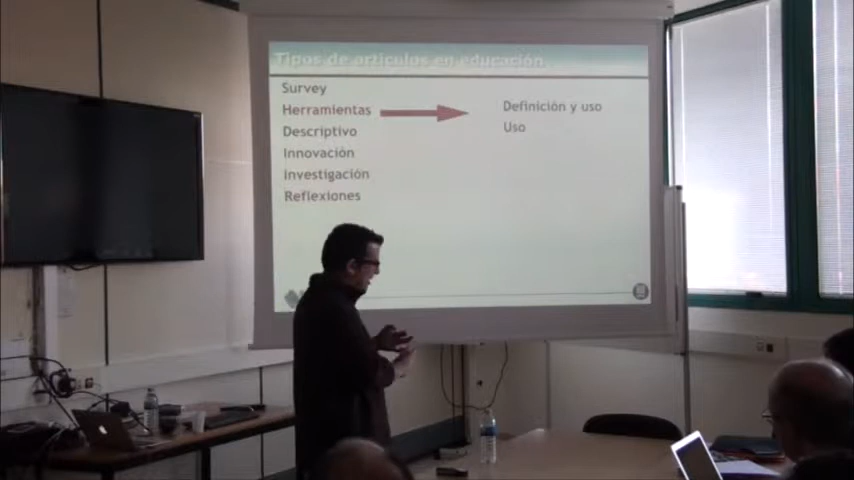 Tipos de artículos en educación
Survey
Herramientas
Descriptivo
Innovación
Investigación
Reflexiones
Definición y uso
Uso